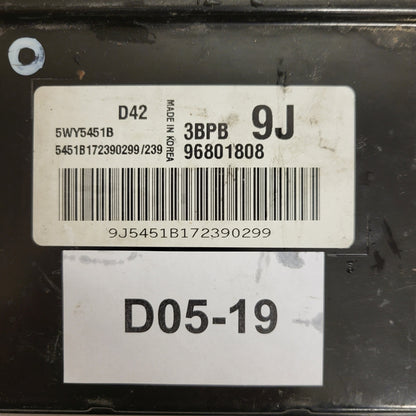 D42
MADE IN KOREA
3BPB 9J
5WY5451B
5451B172390299/239
96801808
9J5451B172390299
D05-19